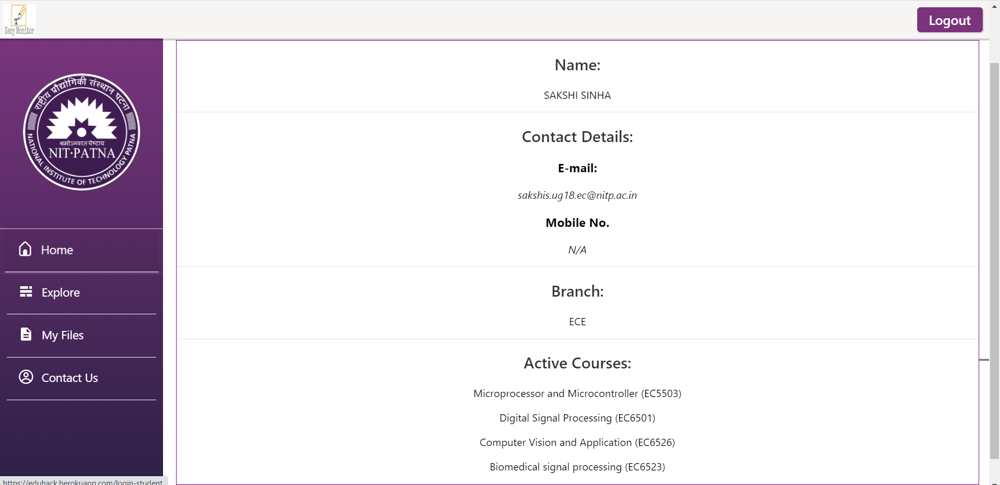 Easy Monitor
Logout
राष्ट्रीय प्रौद्योगिकी संस्थान पटना
श्रमोऽनवरत चेष्टाय
NIT·PATNA
NATIONAL INSTITUTE OF TECHNOLOGY PATNA
Home
Explore
My Files
Contact Us
Name:
SAKSHI SINHA
Contact Details:
E-mail:
sakshis.ug18.ec@nitp.ac.in
Mobile No.
N/A
Branch:
ECE
Active Courses:
Microprocessor and Microcontroller (EC5503)
Digital Signal Processing (EC6501)
Computer Vision and Application (EC6526)
Biomedical signal processing (EC6523)
https://eduhack.herokuapp.com/login-student